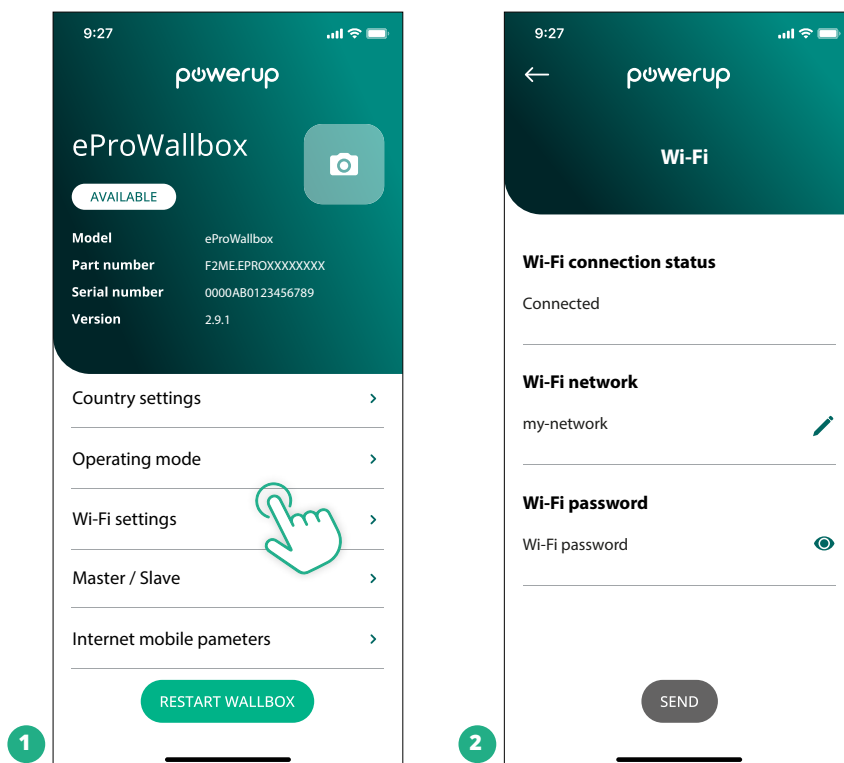 9:27
powerup
eProWallbox
AVAILABLE
Model eProWallbox
Part number F2ME.EPROXXXXXXXX
Serial number 0000AB0123456789
Version 2.9.1
Country settings
Operating mode
Wi-Fi settings
Master / Slave
Internet mobile pameters
RESTART WALLBOX
1
9:27
powerup
Wi-Fi
Wi-Fi connection status
Connected
Wi-Fi network
my-network
Wi-Fi password
Wi-Fi password
SEND
2